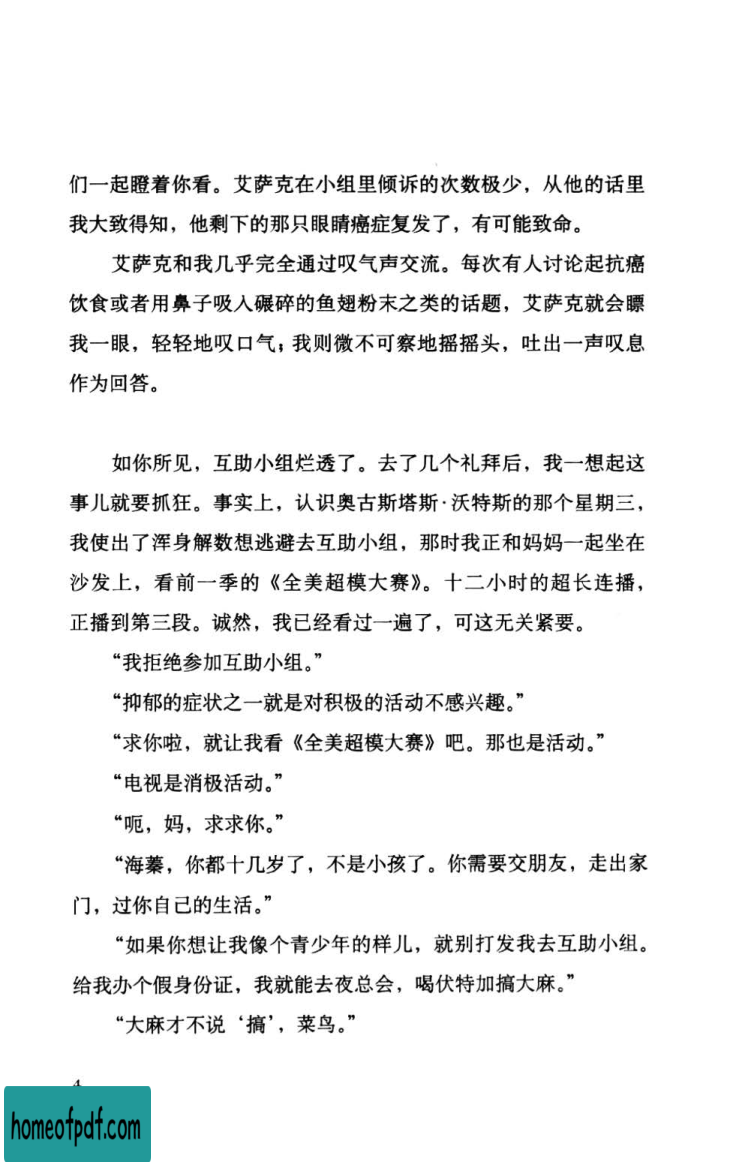 们一起瞪着你看。艾萨克在小组里倾诉的次数极少，从他的话里
我大致得知，他剩下的那只眼睛癌症复发了，有可能致命。
艾萨克和我几乎完全通过叹气声交流。每次有人讨论起抗癌
饮食或者用鼻子吸入碾碎的鱼翅粉末之类的话题，艾萨克就会瞟
我一眼，轻轻地叹口气；我则微不可察地摇摇头，吐出一声叹息
作为回答。
如你所见，互助小组烂透了。去了几个礼拜后，我一想起这
事儿就要抓狂。事实上，认识奥古斯塔斯·沃特斯的那个星期三，
我使出了浑身解数想逃避去互助小组，那时我正和妈妈一起坐在
沙发上，看前一季的《全美超模大赛》。十二小时的超长连播，
正播到第三段。诚然，我已经看过一遍了，可这无关紧要。
“我拒绝参加互助小组。”
“抑郁的症状之一就是对积极的活动不感兴趣。”
“求你啦，就让我看《全美超模大赛》吧。那也是活动。”
“电视是消极活动。”
“呃，妈，求求你。”
“海蓁，你都十几岁了，不是小孩了。你需要交朋友，走出家
门，过你自己的生活。”
“如果你想让我像个青少年的样儿，就别打发我去互助小组。
给我办个假身份证，我就能去夜总会，喝伏特加搞大麻。”
“大麻才不说‘搞’，菜鸟。”
4
homeofpdf.com